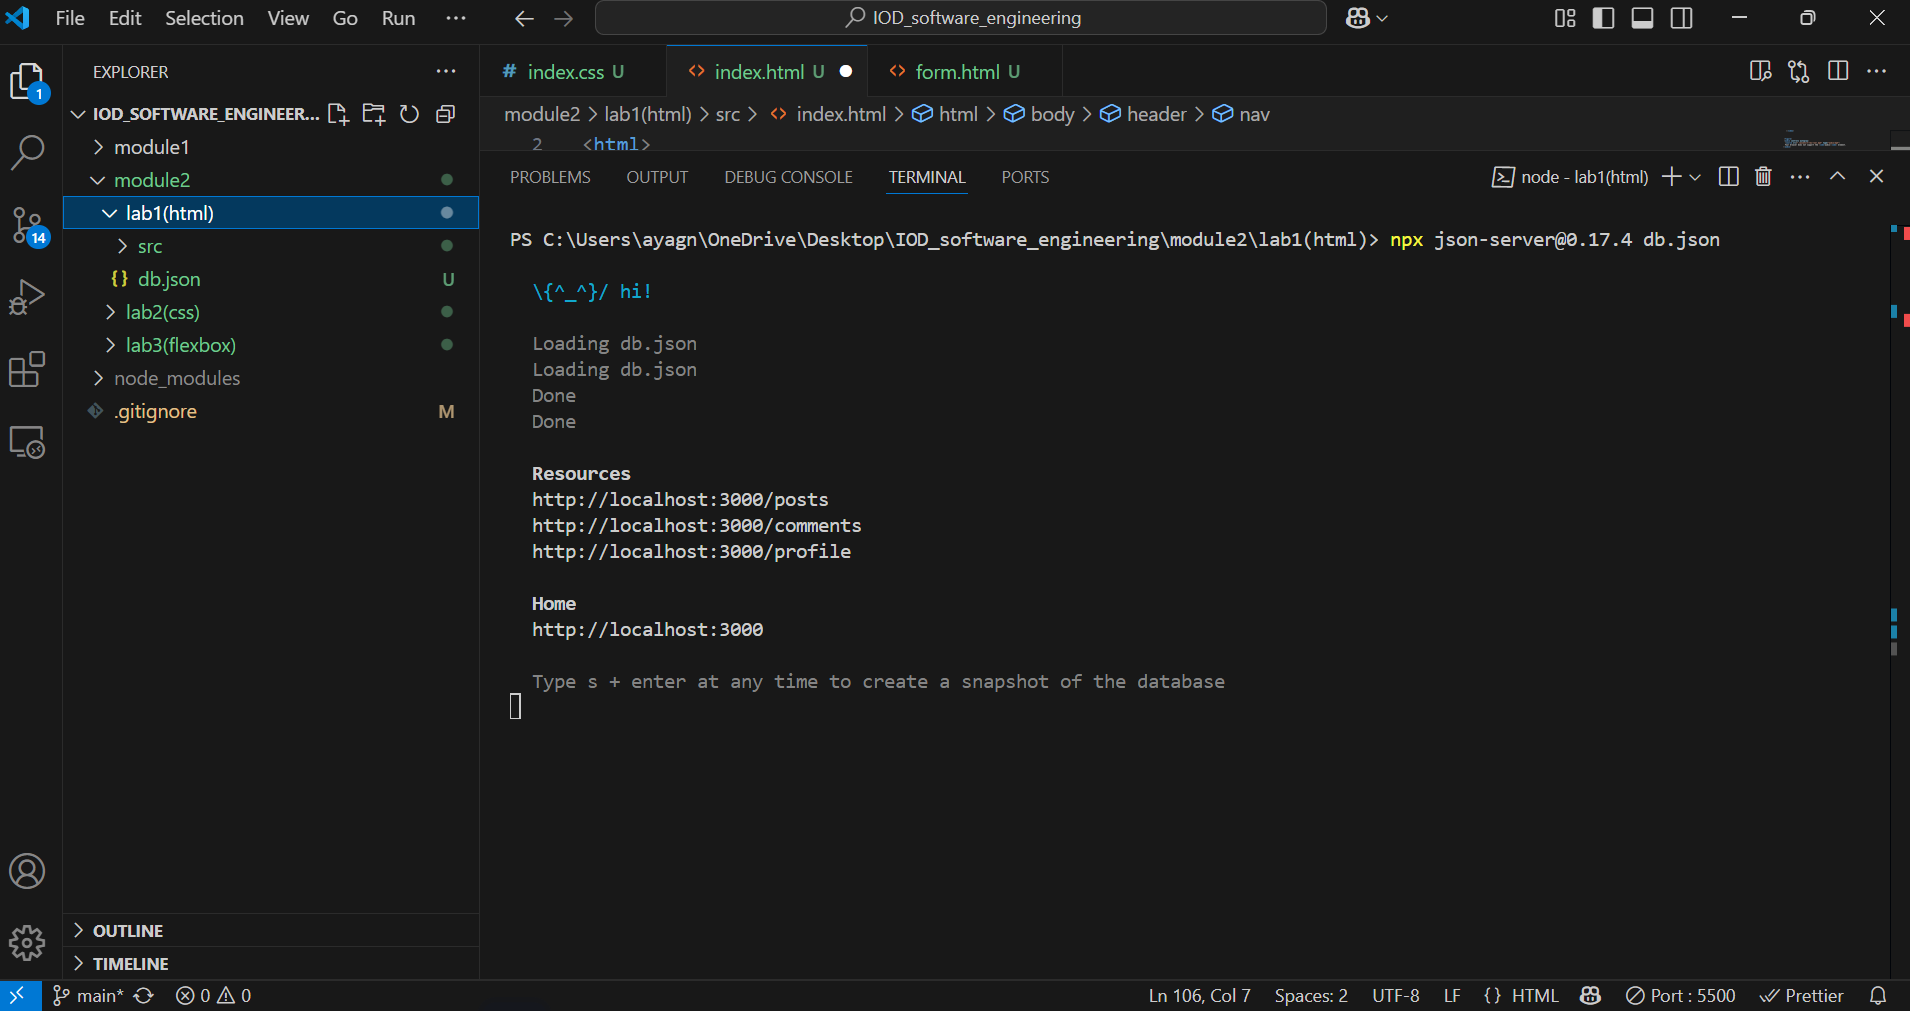 File Edit Selection View Go Run ···
IOD_software_engineering
EXPLORER ···
IOD_SOFTWARE_ENGINEER...
module1
module2
lab1(html)
src
{} db.json U
lab2(css)
lab3(flexbox)
node_modules
.gitignore M
OUTLINE
TIMELINE
1
14
# index.css U
<> index.html U
<> form.html U
module2 > lab1(html) > src > <> index.html > html > body > header > nav
2 <html>
PROBLEMS OUTPUT DEBUG CONSOLE TERMINAL PORTS
node - lab1(html)
PS C:\Users\ayagn\OneDrive\Desktop\IOD_software_engineering\module2\lab1(html)> npx json-server@0.17.4 db.json
\{^_^}/ hi!
Loading db.json
Loading db.json
Done
Done
Resources
http://localhost:3000/posts
http://localhost:3000/comments
http://localhost:3000/profile
Home
http://localhost:3000
Type s + enter at any time to create a snapshot of the database
main* 0 0
Ln 106, Col 7 Spaces: 2 UTF-8 LF {} HTML Port : 5500 Prettier